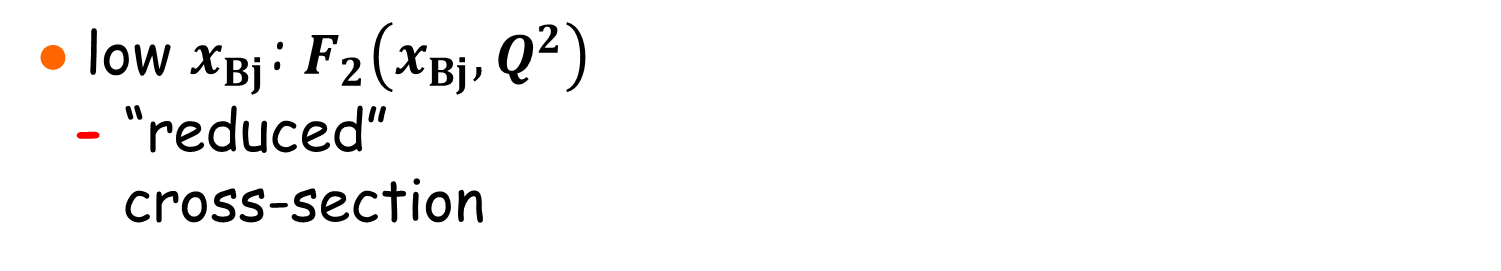 • low x_Bj: F_2(x_Bj, Q^2)
- “reduced”
cross-section